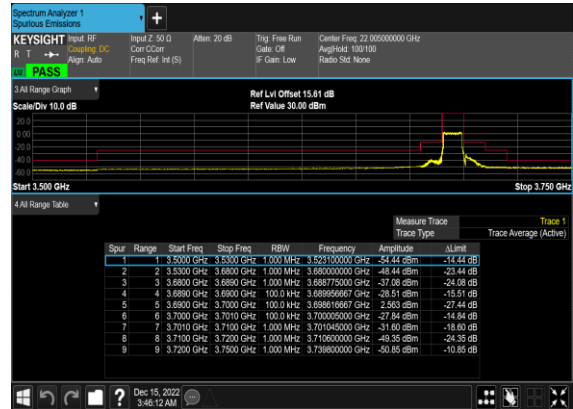 Spectrum Analyzer 1
Spurious Emissions
KEYSIGHT Input: RF Input Z: 50 Ω Atten: 20 dB Trig: Free Run Center Freq: 22.005000000 GHz
R T Coupling: DC Corr CCorr Gate: Off Avg|Hold: 100/100
Align: Auto Freq Ref: Int (S) IF Gain: Low Radio Std: None
LW PASS
3 All Range Graph
Ref Lvl Offset 15.61 dB
Scale/Div 10.0 dB Ref Value 30.00 dBm
20.0
0.00
-20.0
-40.0
-60.0
Start 3.500 GHz Stop 3.750 GHz
4 All Range Table
Measure Trace Trace 1
Trace Type Trace Average (Active)
Spur Range Start Freq Stop Freq RBW Frequency Amplitude ΔLimit
1 1 3.5000 GHz 3.5300 GHz 1.000 MHz 3.523100000 GHz -54.44 dBm -14.44 dB
2 2 3.5300 GHz 3.6800 GHz 1.000 MHz 3.680000000 GHz -48.44 dBm -23.44 dB
3 3 3.6800 GHz 3.6890 GHz 1.000 MHz 3.688775000 GHz -37.08 dBm -24.08 dB
4 4 3.6890 GHz 3.6900 GHz 100.0 kHz 3.689956667 GHz -28.51 dBm -15.51 dB
5 5 3.6900 GHz 3.7000 GHz 100.0 kHz 3.698616667 GHz 2.563 dBm -27.44 dB
6 6 3.7000 GHz 3.7010 GHz 100.0 kHz 3.700005000 GHz -27.84 dBm -14.84 dB
7 7 3.7010 GHz 3.7100 GHz 1.000 MHz 3.701045000 GHz -31.60 dBm -18.60 dB
8 8 3.7100 GHz 3.7200 GHz 1.000 MHz 3.710600000 GHz -49.35 dBm -24.35 dB
9 9 3.7200 GHz 3.7500 GHz 1.000 MHz 3.739800000 GHz -50.85 dBm -10.85 dB
? Dec 15, 2022
3:46:12 AM